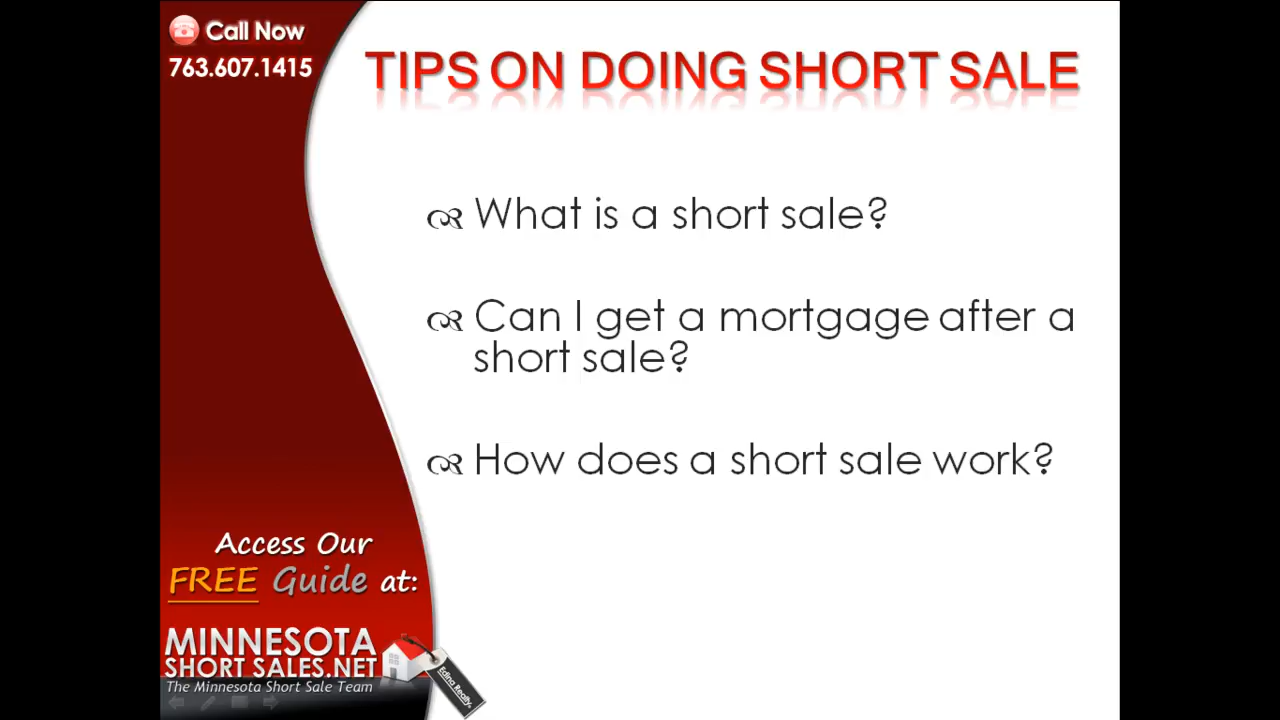 Call Now
763.607.1415
TIPS ON DOING SHORT SALE
What is a short sale?
Can I get a mortgage after a
short sale?
How does a short sale work?
Access Our
FREE Guide at:
MINNESOTA
SHORT SALES.NET
The Minnesota Short Sale Team
Edina Realty.